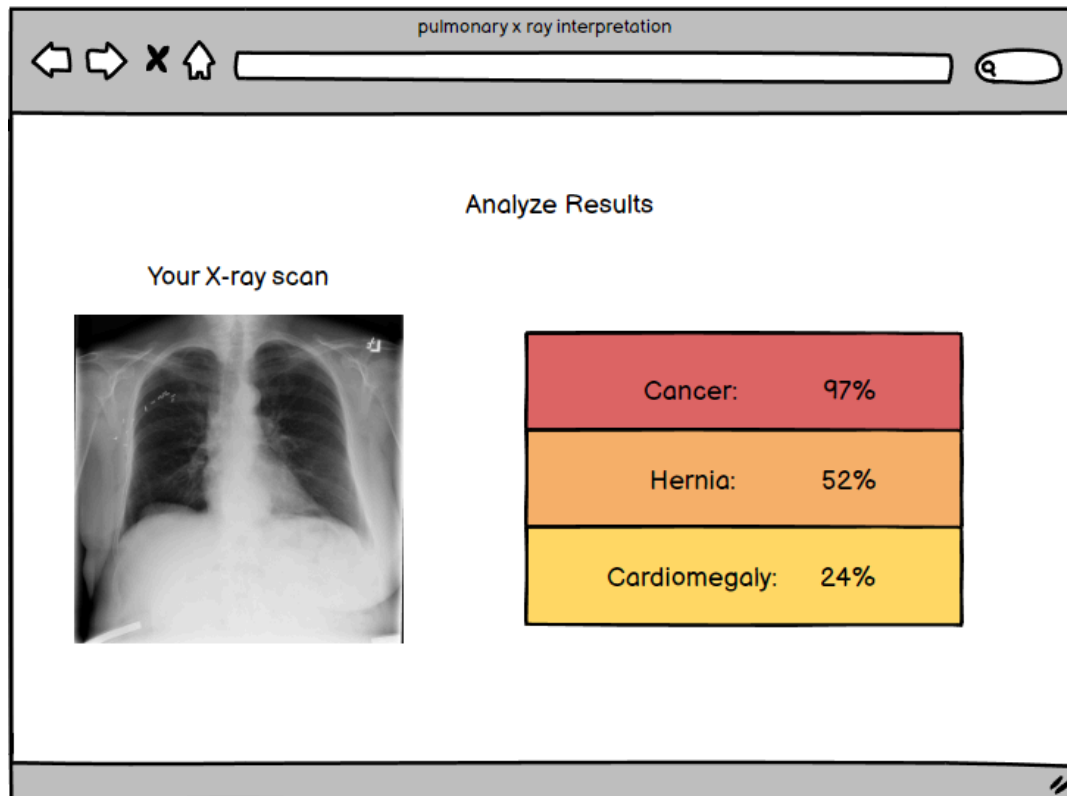 pulmonary x ray interpretation
Analyze Results
Your X-ray scan
Cancer: 97%
Hernia: 52%
Cardiomegaly: 24%